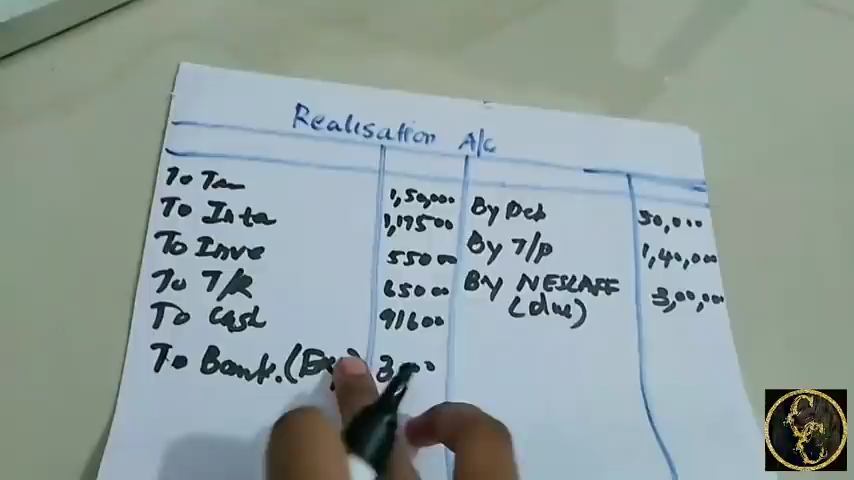 Realisation A/c
To Tan 1,50,000
To Inta 1,17500
To Inve 55000
To T/R 65000
To Cash 91600
To Bank.(Exp)
By Deb 50,000
By T/P 1,40,000
By NESLAFF 3,00,000
(due)